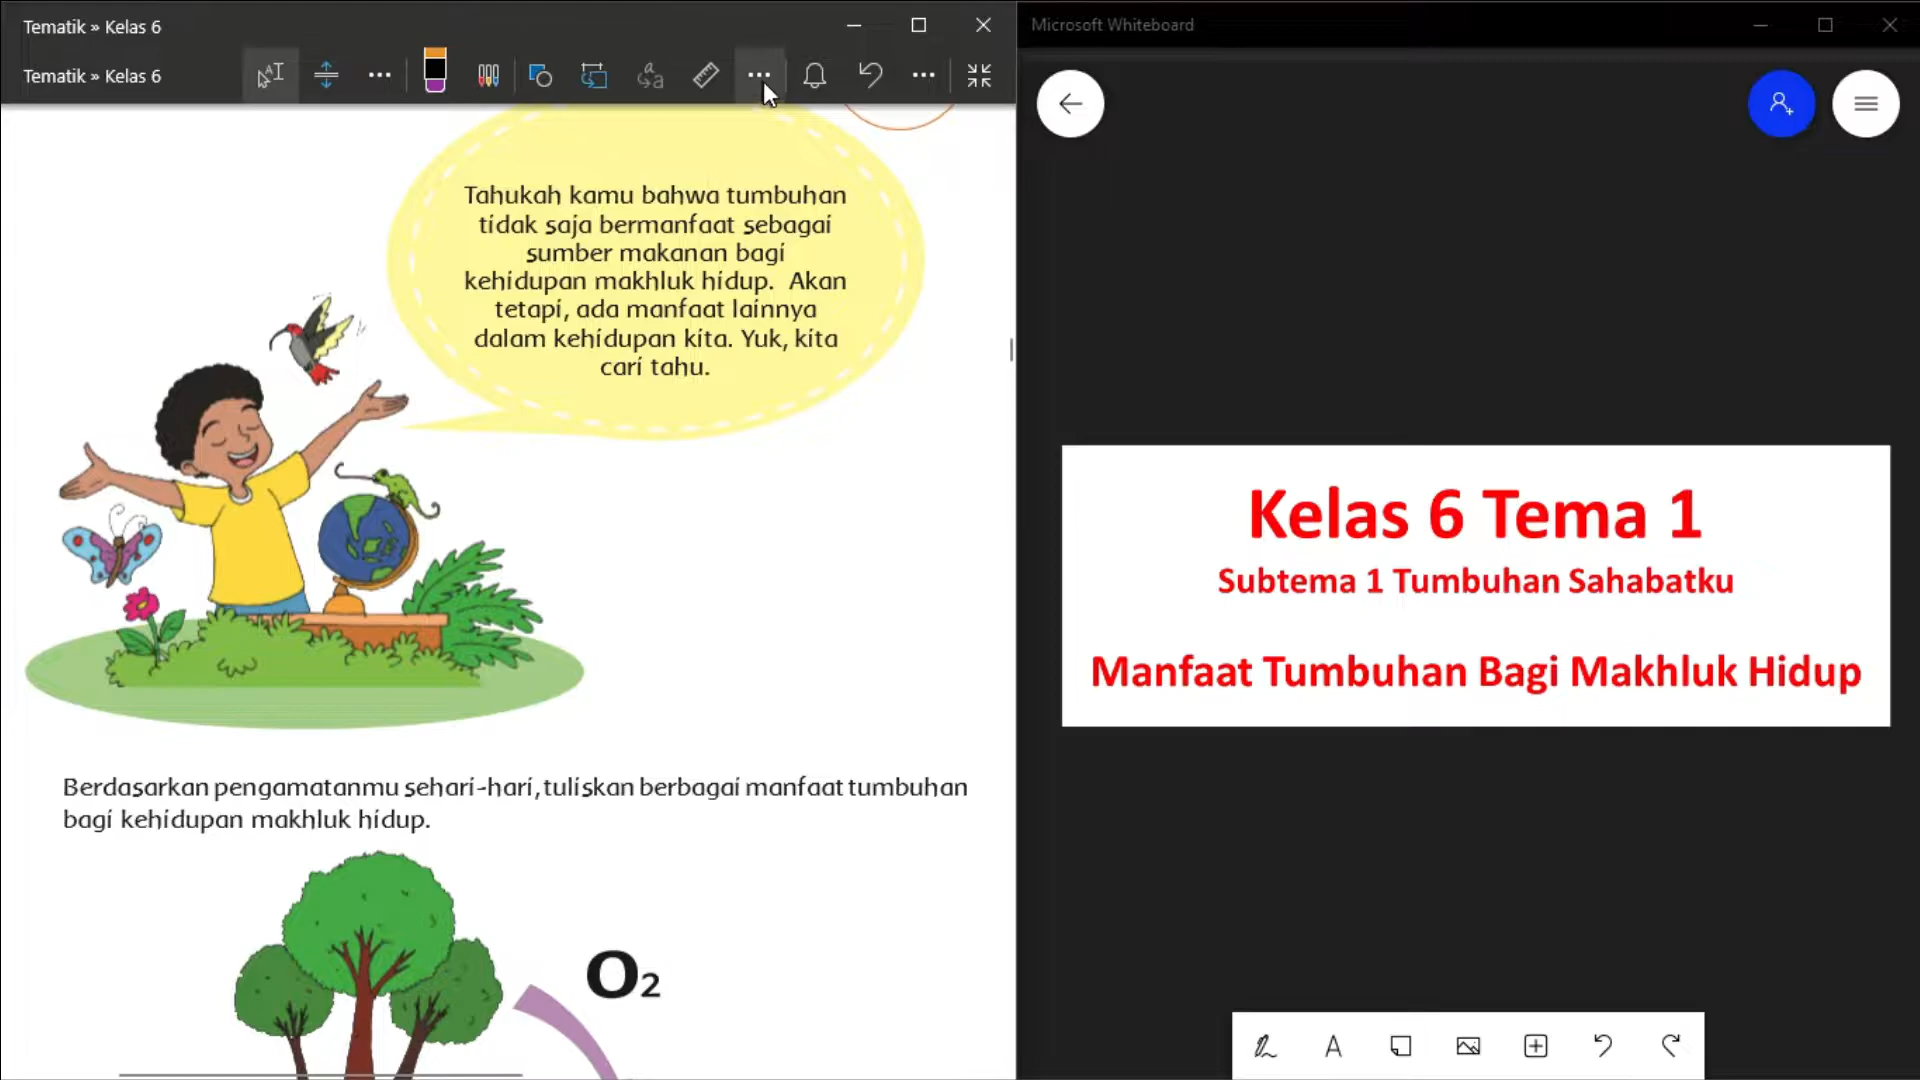 Tematik » Kelas 6
Tematik » Kelas 6
Tahukah kamu bahwa tumbuhan
tidak saja bermanfaat sebagai
sumber makanan bagi
kehidupan makhluk hidup. Akan
tetapi, ada manfaat lainnya
dalam kehidupan kita. Yuk, kita
cari tahu.
Berdasarkan pengamatanmu sehari-hari, tuliskan berbagai manfaat tumbuhan
bagi kehidupan makhluk hidup.
O2
Microsoft Whiteboard
Kelas 6 Tema 1
Subtema 1 Tumbuhan Sahabatku
Manfaat Tumbuhan Bagi Makhluk Hidup